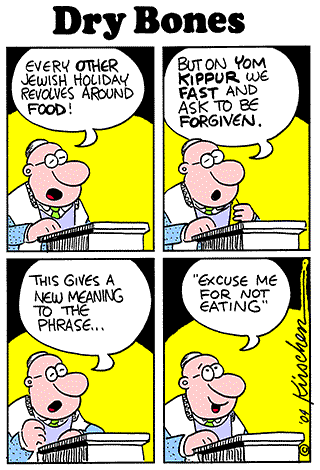 Dry Bones
EVERY OTHER
JEWISH HOLIDAY
REVOLVES AROUND
FOOD!
BUT ON YOM
KIPPUR WE
FAST AND
ASK TO BE
FORGIVEN.
THIS GIVES A
NEW MEANING
TO THE
PHRASE...
"EXCUSE ME
FOR NOT
EATING"
© '09 Kirschen